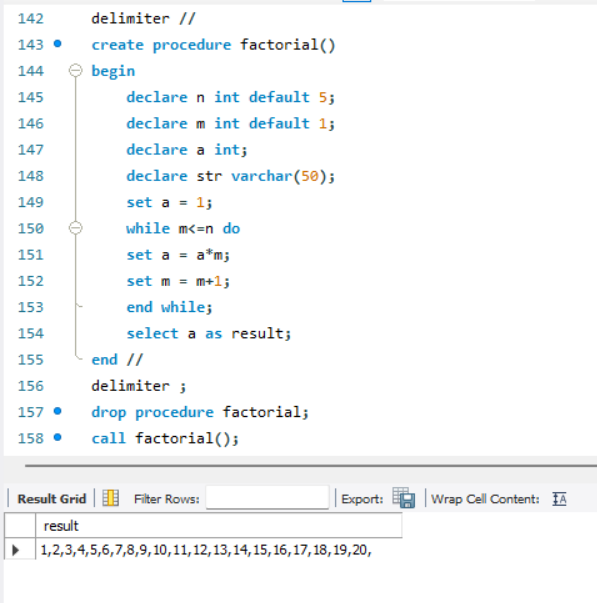 142 delimiter //
143 create procedure factorial()
144 begin
145 declare n int default 5;
146 declare m int default 1;
147 declare a int;
148 declare str varchar(50);
149 set a = 1;
150 while m<=n do
151 set a = a*m;
152 set m = m+1;
153 end while;
154 select a as result;
155 end //
156 delimiter ;
157 drop procedure factorial;
158 call factorial();
Result Grid Filter Rows: Export: Wrap Cell Content: IA
result
1,2,3,4,5,6,7,8,9,10,11,12,13,14,15,16,17,18,19,20,